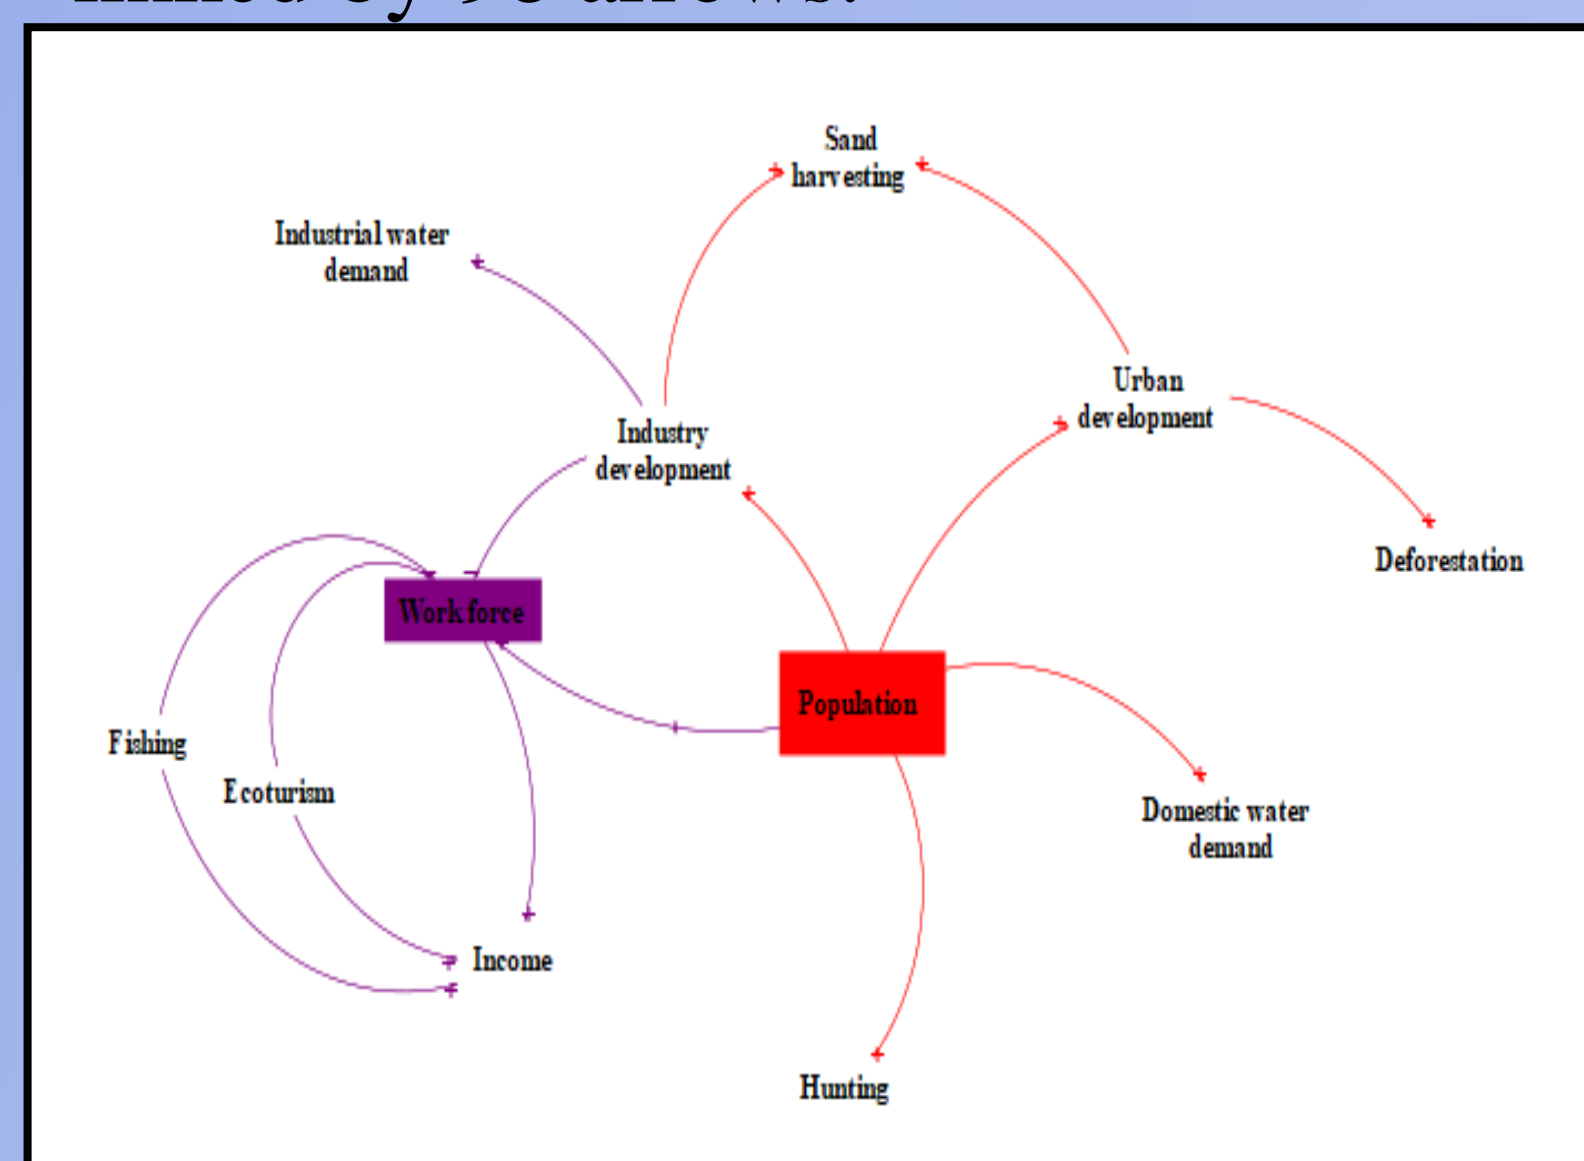 Sand
harvesting
Industrial water
demand
Urban
development
Industry
development
Deforestation
Work force
Population
Fishing
Ecoturism
Domestic water
demand
Income
Hunting